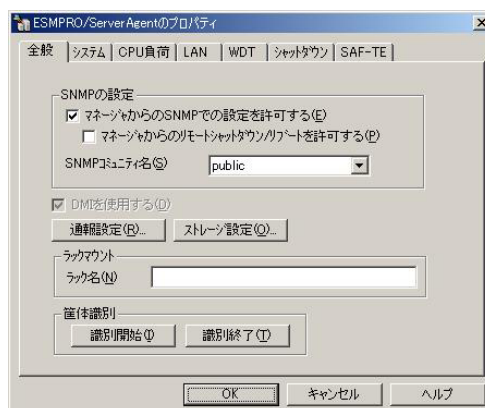 ESMPRO/ServerAgentのプロパティ
全般 システム CPU負荷 LAN WDT シャットダウン SAF-TE
SNMPの設定
マネージャからのSNMPでの設定を許可する(E)
マネージャからのリモートシャットダウン/リブートを許可する(P)
SNMPコミュニティ名(S) public
DMIを使用する(D)
通報設定(R)... ストレージ設定(O)...
ラックマウント
ラック名(N)
筐体識別
識別開始(I) 識別終了(T)
OK キャンセル ヘルプ